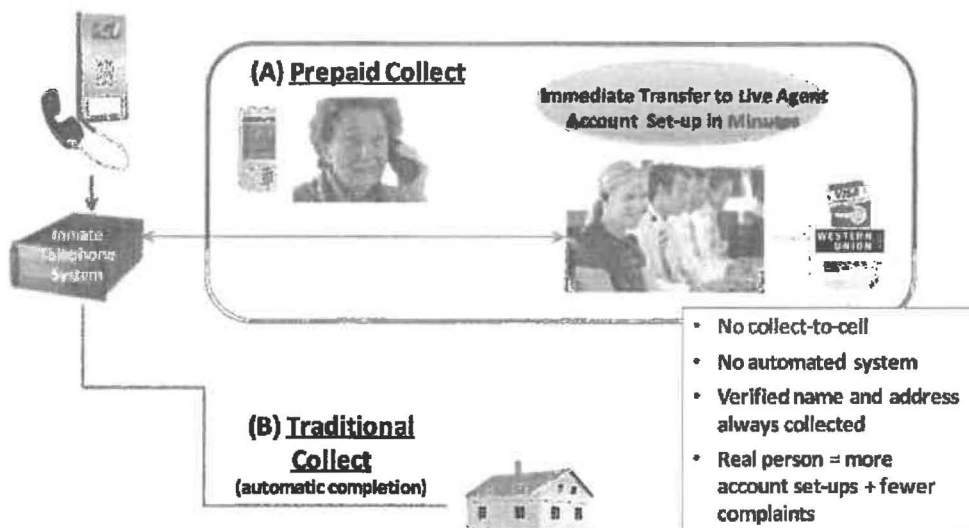 (A) Prepaid Collect
Immediate Transfer to Live Agent
Account Set-up in Minutes
Inmate
Telephone
System
VISA
WESTERN
UNION
• No collect-to-cell
• No automated system
• Verified name and address
always collected
• Real person = more
account set-ups + fewer
complaints
(B) Traditional
Collect
(automatic completion)